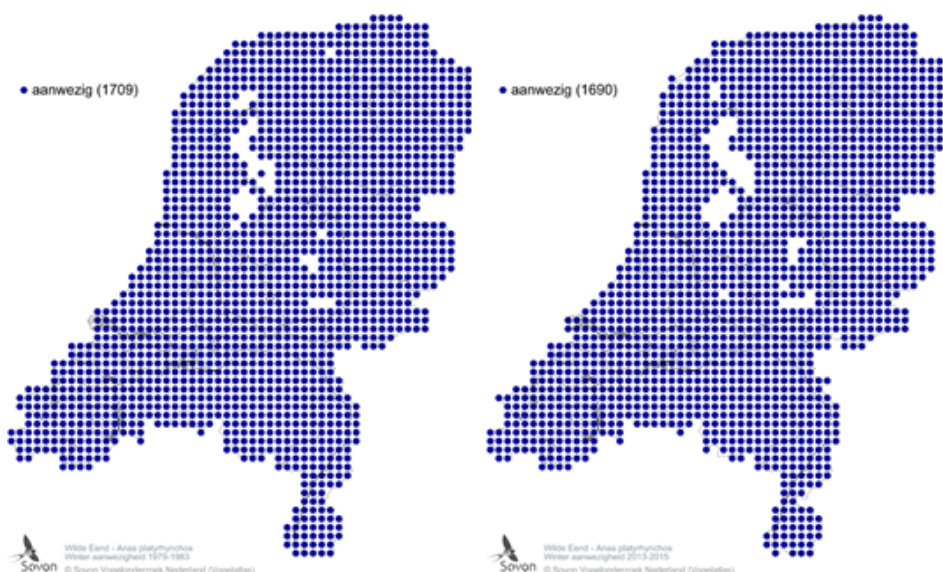 aanwezig (1709)
aanwezig (1690)
Sovon
Wilde Eend - Anas platyrhynchos
Winter aanwezigheid 1979-1983
© Sovon Vogelonderzoek Nederland (Vogelatlas)
Sovon
Wilde Eend - Anas platyrhynchos
Winter aanwezigheid 2013-2015
© Sovon Vogelonderzoek Nederland (Vogelatlas)